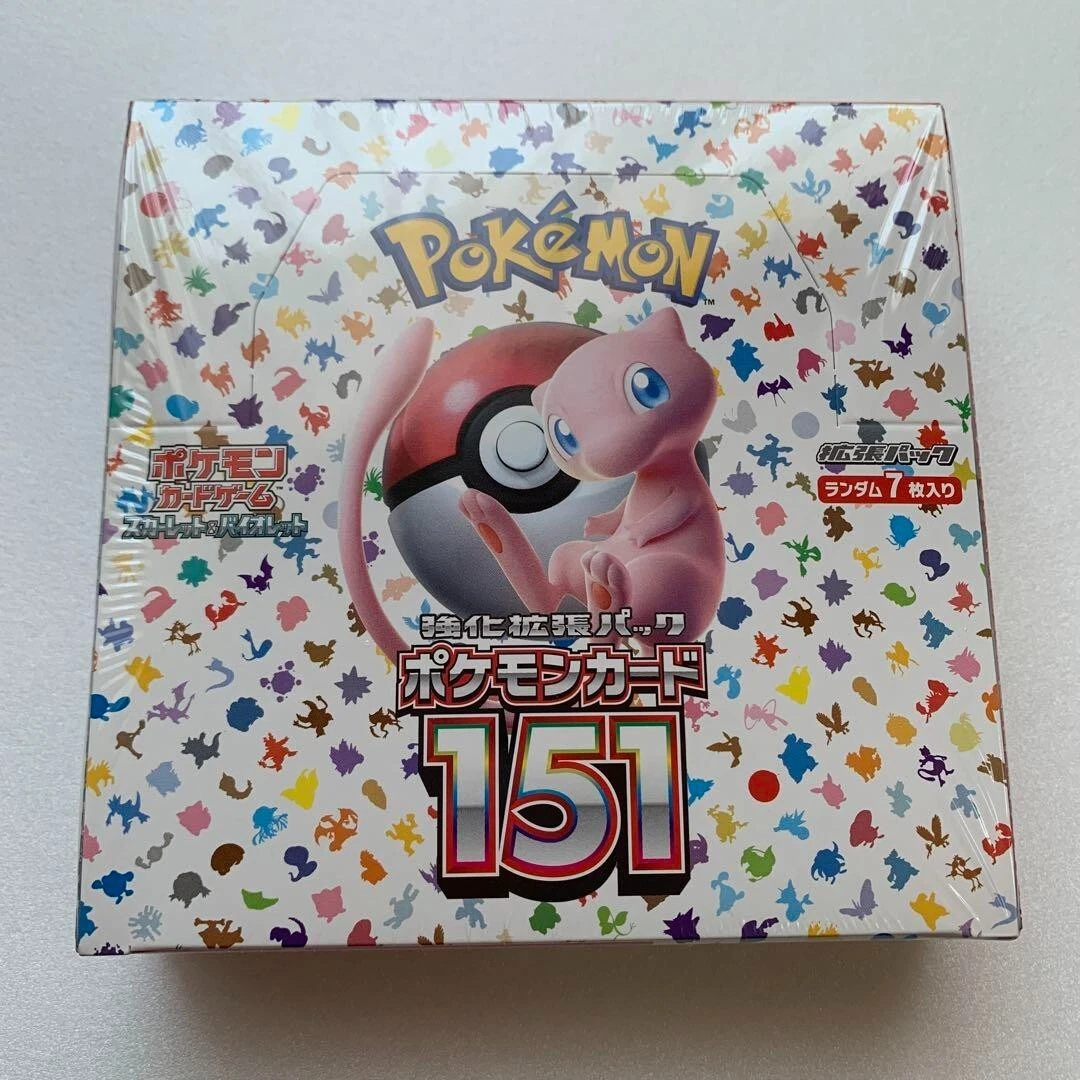 POKéMON
TM
ポケモン
カードゲーム
スカーレット&バイオレット
拡張パック
ランダム7枚入り
強化拡張パック
ポケモンカード
151